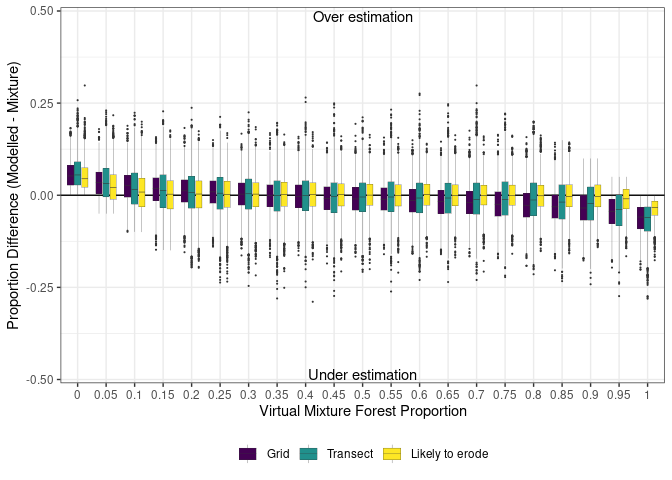 Over estimation
0.50
0.25
0.00
-0.25
-0.50
Proportion Difference (Modelled - Mixture)
Under estimation
0 0.05 0.1 0.15 0.2 0.25 0.3 0.35 0.4 0.45 0.5 0.55 0.6 0.65 0.7 0.75 0.8 0.85 0.9 0.95 1
Virtual Mixture Forest Proportion
Grid Transect Likely to erode